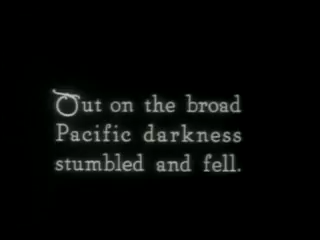 Out on the broad
Pacific darkness
stumbled and fell.